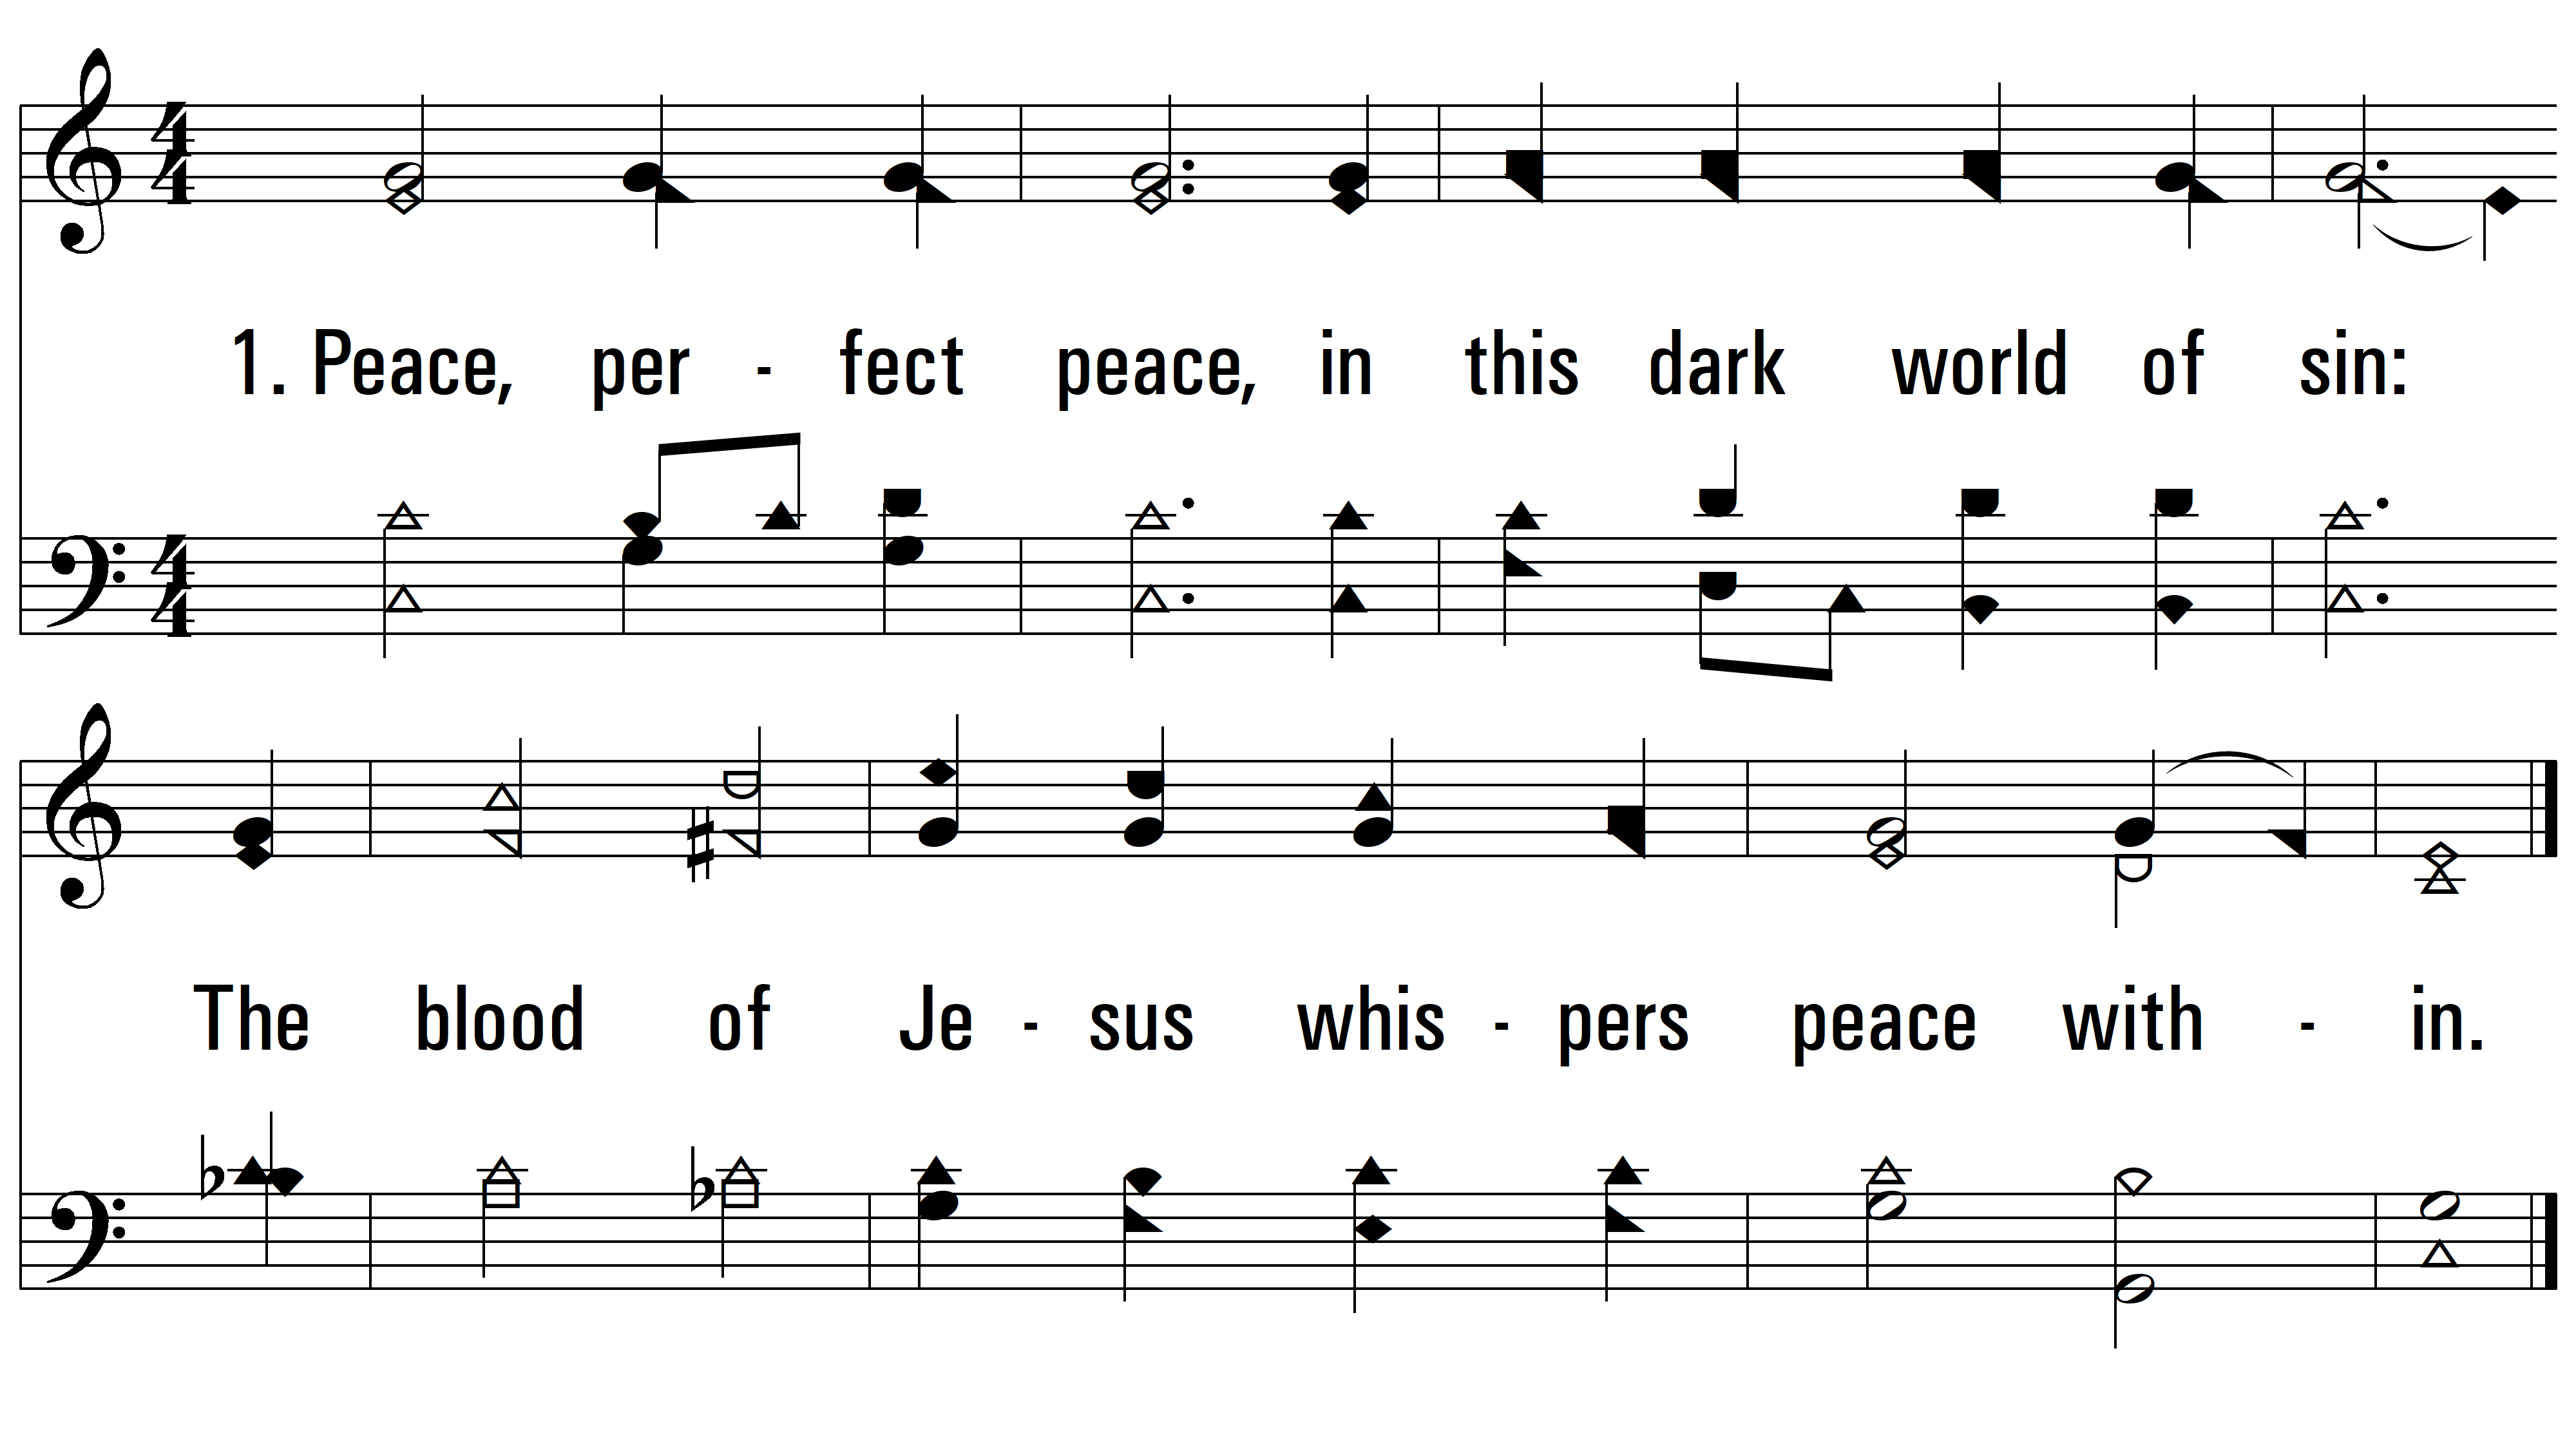 1. Peace, per - fect peace, in this dark world of sin:
The blood of Je - sus whis - pers peace with - in.